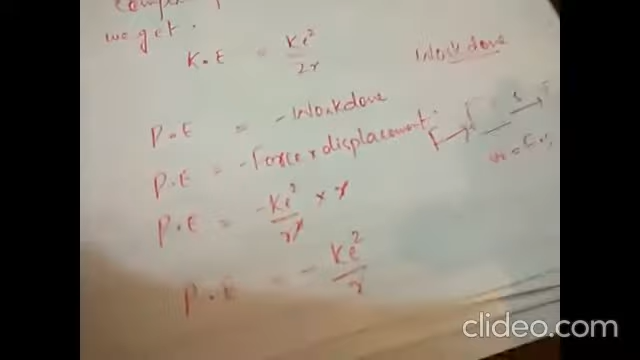 we get.
K.E = Ke²/2r
Workdone
P.E = - Workdone
P.E = - Force x displacement.
P.E = -Ke²/r² x r
P.E = - Ke²/r
clideo.com